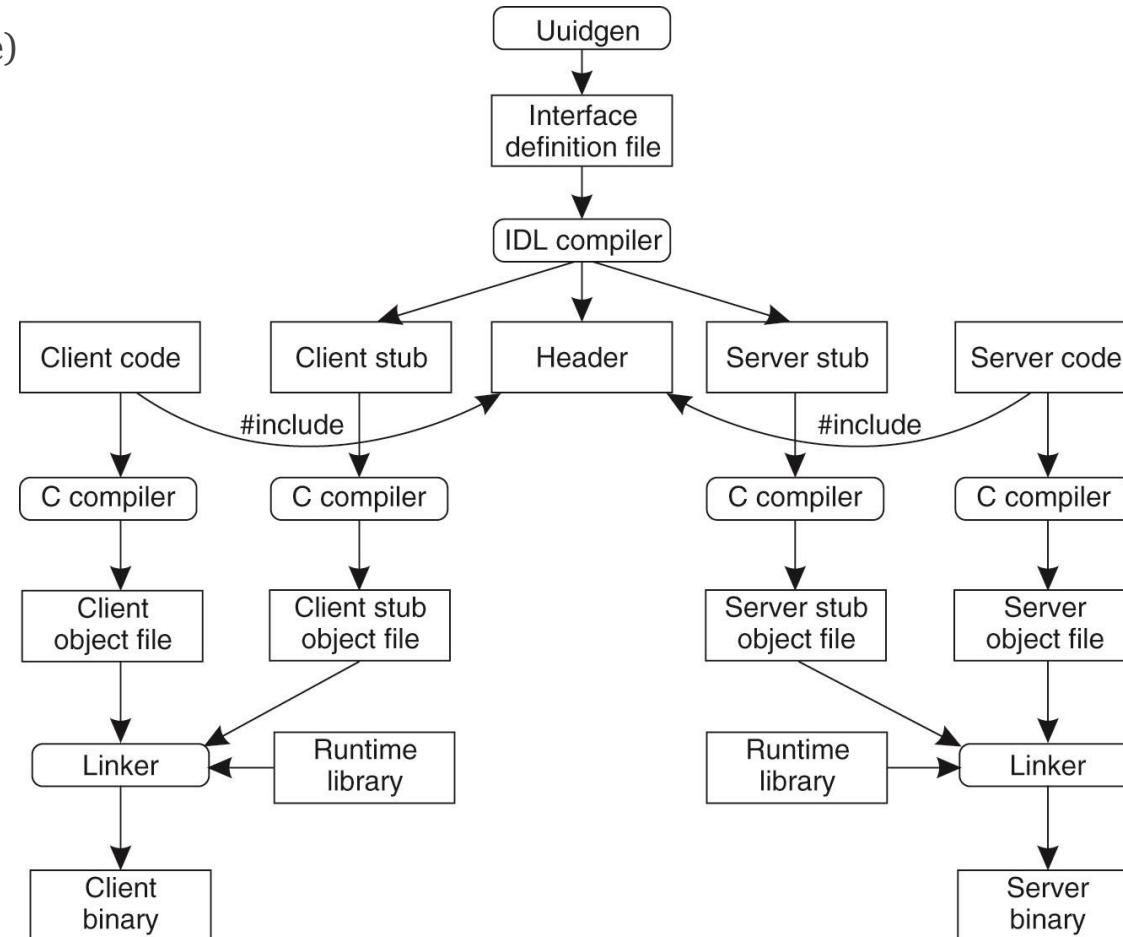 e)
Uuidgen
Interface
definition file
IDL compiler
Client code
Client stub
Header
Server stub
Server code
#include
#include
C compiler
C compiler
C compiler
C compiler
Client
object file
Client stub
object file
Server stub
object file
Server
object file
Linker
Runtime
library
Runtime
library
Linker
Client
binary
Server
binary